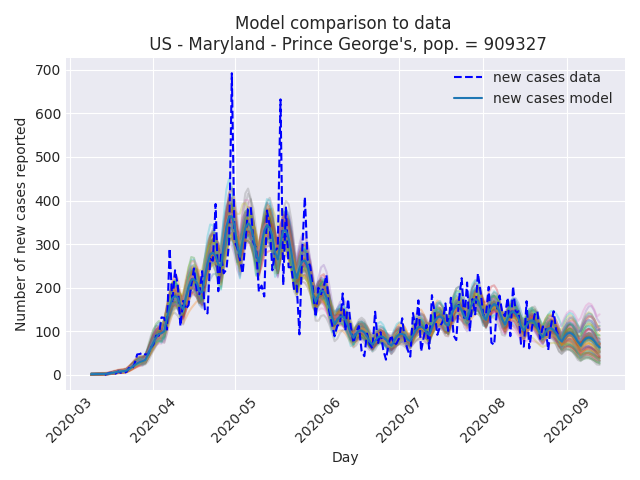 Model comparison to data
US - Maryland - Prince George's, pop. = 909327
new cases data
new cases model
Number of new cases reported
700
600
500
400
300
200
100
0
2020-03
2020-04
2020-05
2020-06
2020-07
2020-08
2020-09
Day